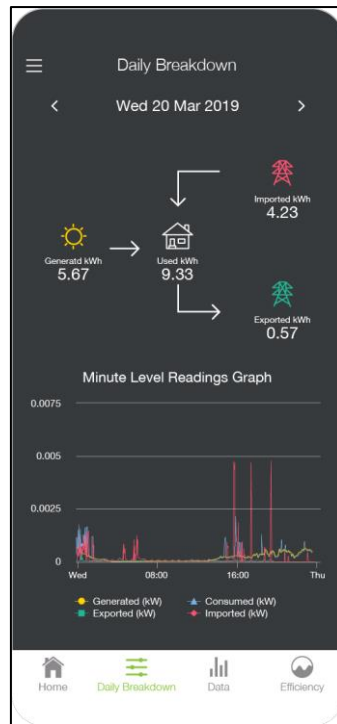 Daily Breakdown
< Wed 20 Mar 2019 >
Imported kWh
4.23
Generatd kWh
5.67
Used kWh
9.33
Exported kWh
0.57
Minute Level Readings Graph
0.0075
0.005
0.0025
0
Wed 08:00 16:00 Thu
Generated (kW) Consumed (kW)
Exported (kW) Imported (kW)
Home Daily Breakdown Data Efficiency